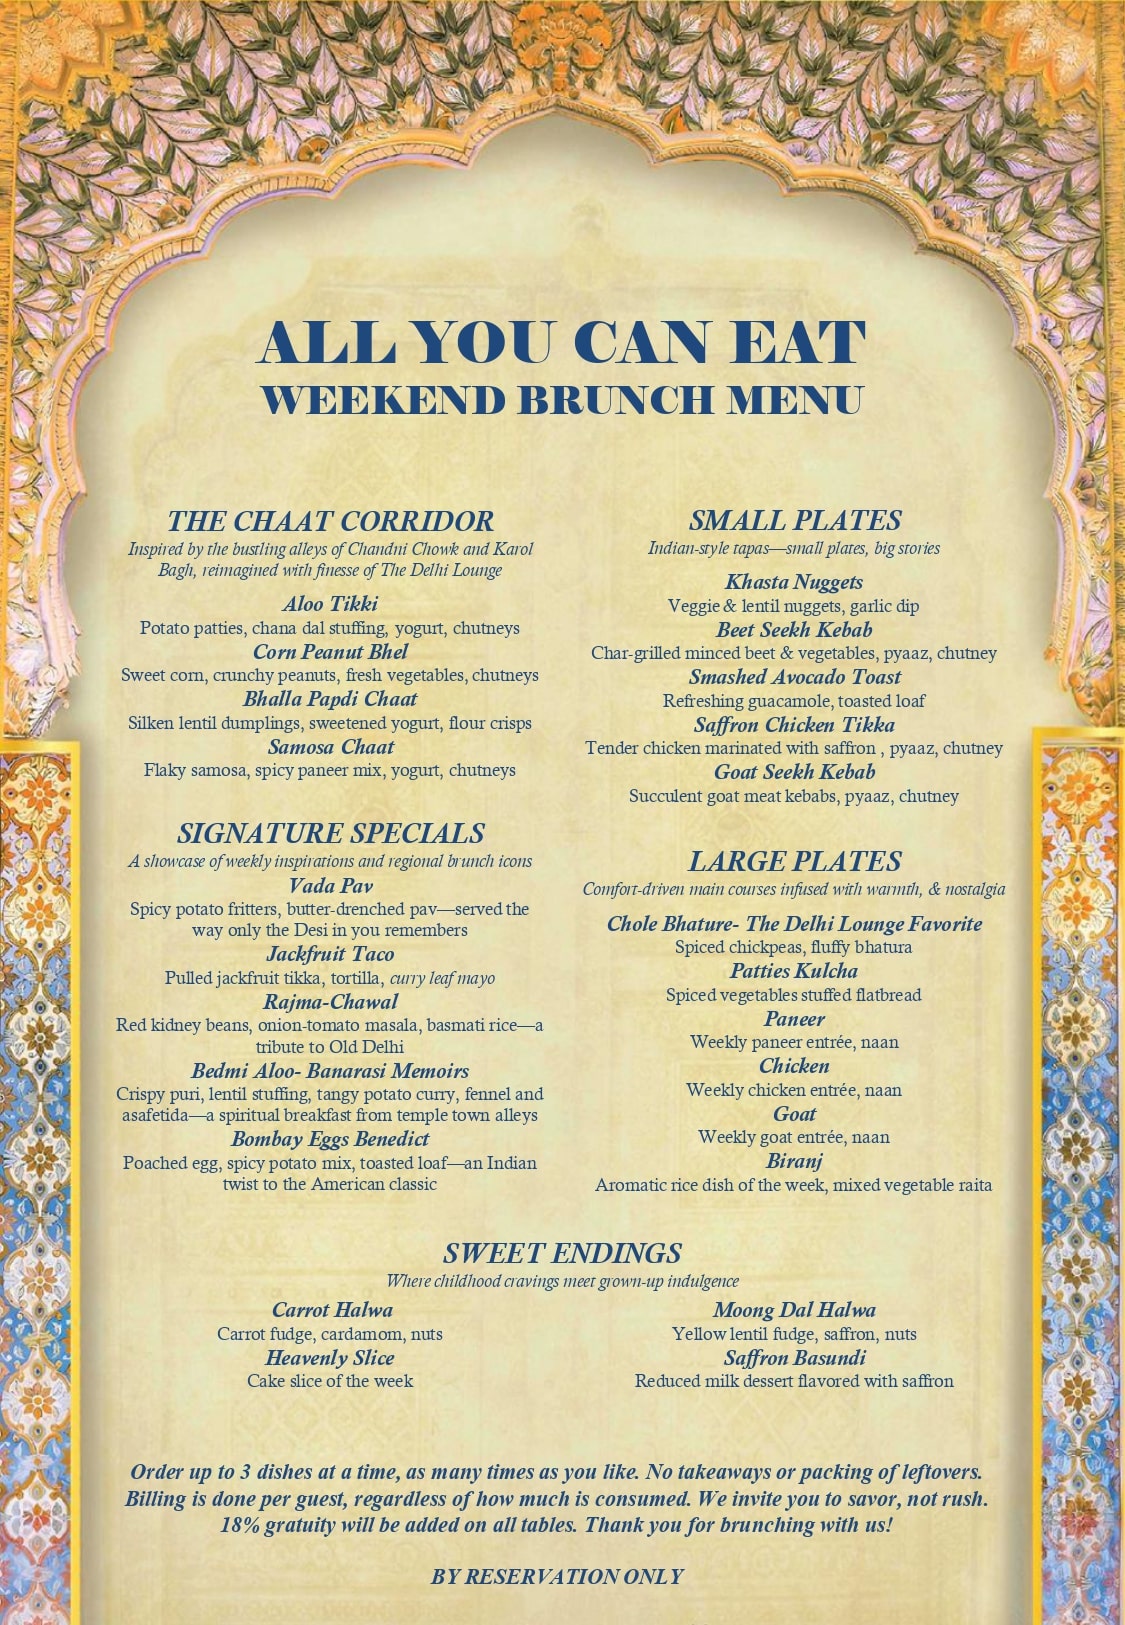 ALL YOU CAN EAT
WEEKEND BRUNCH MENU
THE CHAAT CORRIDOR
Inspired by the bustling alleys of Chandni Chowk and Karol
Bagh, reimagined with finesse of The Delhi Lounge
Aloo Tikki
Potato patties, chana dal stuffing, yogurt, chutneys
Corn Peanut Bhel
Sweet corn, crunchy peanuts, fresh vegetables, chutneys
Bhalla Papdi Chaat
Silken lentil dumplings, sweetened yogurt, flour crisps
Samosa Chaat
Flaky samosa, spicy paneer mix, yogurt, chutneys
SIGNATURE SPECIALS
A showcase of weekly inspirations and regional brunch icons
Vada Pav
Spicy potato fritters, butter-drenched pav—served the
way only the Desi in you remembers
Jackfruit Taco
Pulled jackfruit tikka, tortilla, curry leaf mayo
Rajma-Chawal
Red kidney beans, onion-tomato masala, basmati rice—a
tribute to Old Delhi
Bedmi Aloo- Banarasi Memoirs
Crispy puri, lentil stuffing, tangy potato curry, fennel and
asafetida—a spiritual breakfast from temple town alleys
Bombay Eggs Benedict
Poached egg, spicy potato mix, toasted loaf—an Indian
twist to the American classic
SMALL PLATES
Indian-style tapas—small plates, big stories
Khasta Nuggets
Veggie & lentil nuggets, garlic dip
Beet Seekh Kebab
Char-grilled minced beet & vegetables, pyaaz, chutney
Smashed Avocado Toast
Refreshing guacamole, toasted loaf
Saffron Chicken Tikka
Tender chicken marinated with saffron , pyaaz, chutney
Goat Seekh Kebab
Succulent goat meat kebabs, pyaaz, chutney
LARGE PLATES
Comfort-driven main courses infused with warmth, & nostalgia
Chole Bhature- The Delhi Lounge Favorite
Spiced chickpeas, fluffy bhatura
Patties Kulcha
Spiced vegetables stuffed flatbread
Paneer
Weekly paneer entrée, naan
Chicken
Weekly chicken entrée, naan
Goat
Weekly goat entrée, naan
Biranj
Aromatic rice dish of the week, mixed vegetable raita
SWEET ENDINGS
Where childhood cravings meet grown-up indulgence
Carrot Halwa
Carrot fudge, cardamom, nuts
Heavenly Slice
Cake slice of the week
Moong Dal Halwa
Yellow lentil fudge, saffron, nuts
Saffron Basundi
Reduced milk dessert flavored with saffron
Order up to 3 dishes at a time, as many times as you like. No takeaways or packing of leftovers.
Billing is done per guest, regardless of how much is consumed. We invite you to savor, not rush.
18% gratuity will be added on all tables. Thank you for brunching with us!
BY RESERVATION ONLY